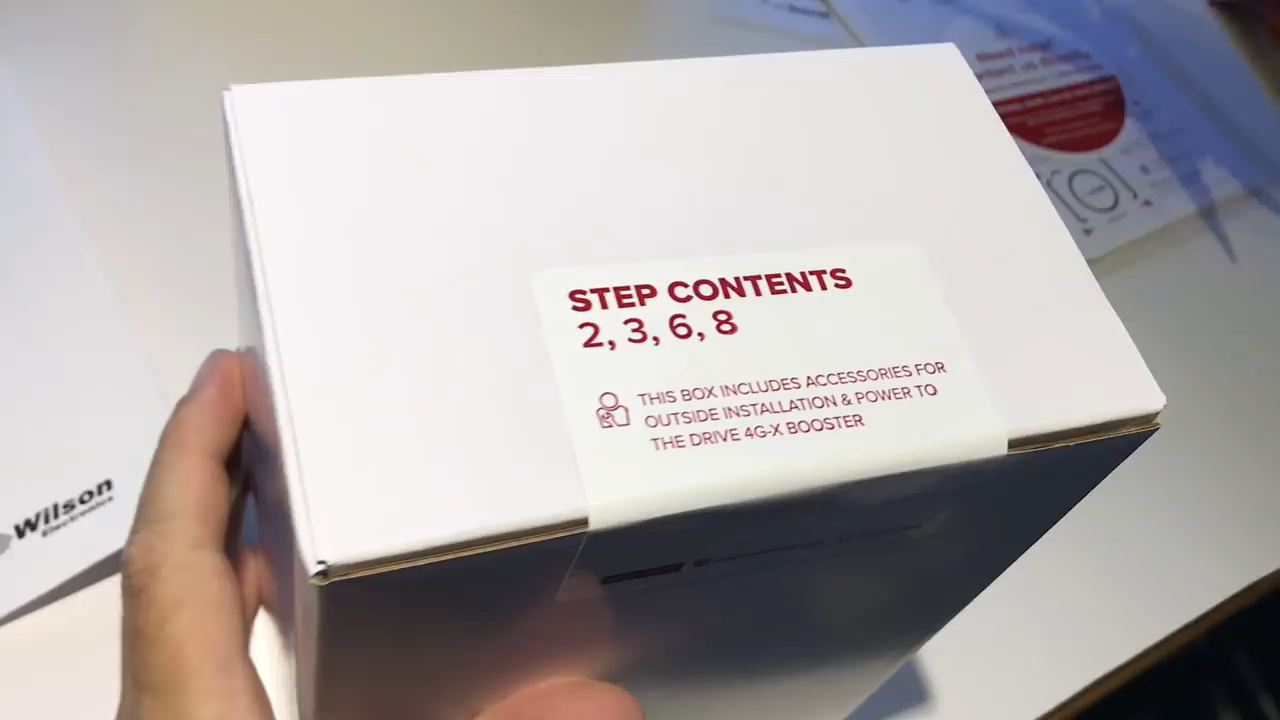 STEP CONTENTS
2, 3, 6, 8
THIS BOX INCLUDES ACCESSORIES FOR
OUTSIDE INSTALLATION & POWER TO
THE DRIVE 4G-X BOOSTER
Wilson
Electronics